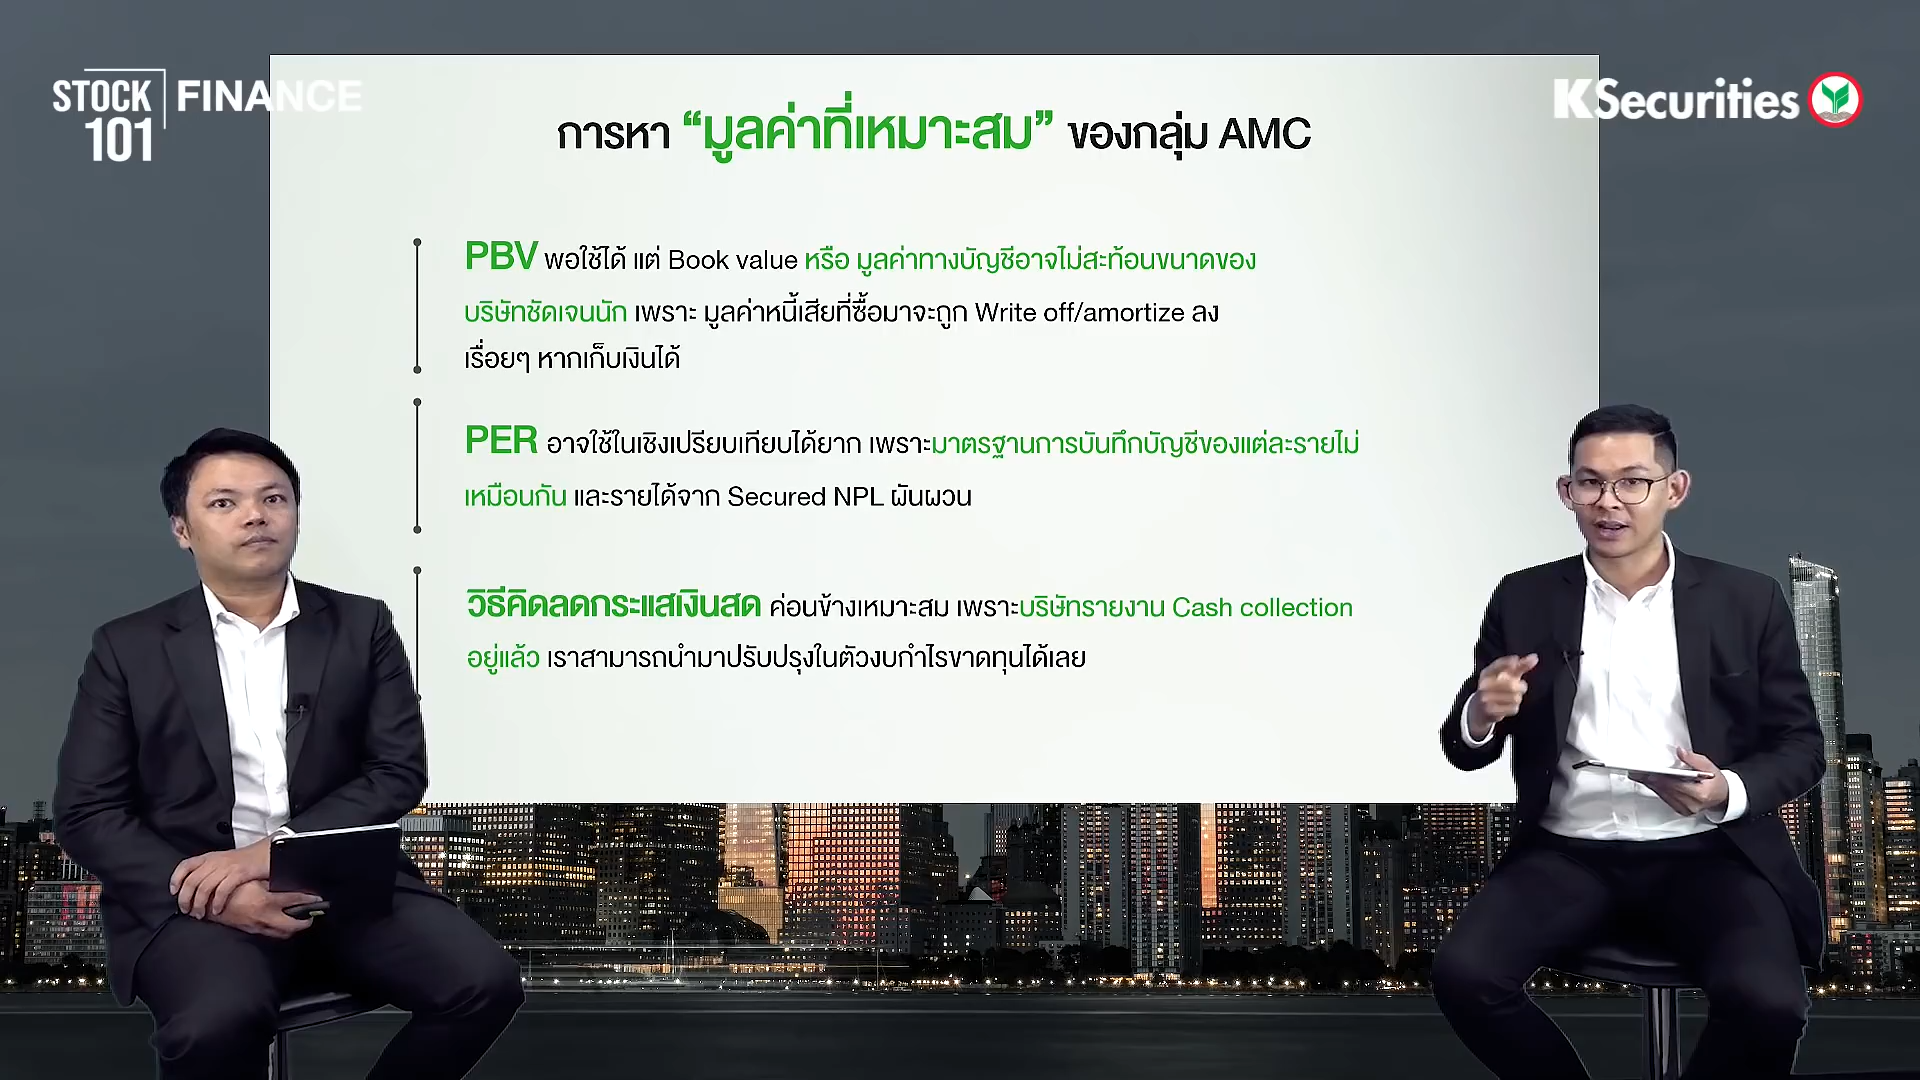 STOCK
101
FINANCE
KSecurities
การหา “มูลค่าที่เหมาะสม” ของกลุ่ม AMC
PBV พอใช้ได้ แต่ Book value หรือ มูลค่าทางบัญชีอาจไม่สะท้อนขนาดของ
บริษัทชัดเจนนัก เพราะ มูลค่าหนี้เสียที่ซื้อมาจะถูก Write off/amortize ลง
เรื่อยๆ หากเก็บเงินได้
PER อาจใช้ในเชิงเปรียบเทียบได้ยาก เพราะมาตรฐานการบันทึกบัญชีของแต่ละรายไม่
เหมือนกัน และรายได้จาก Secured NPL ผันผวน
วิธีคิดลดกระแสเงินสด ค่อนข้างเหมาะสม เพราะบริษัทรายงาน Cash collection
อยู่แล้ว เราสามารถนำมาปรับปรุงในตัวงบกำไรขาดทุนได้เลย